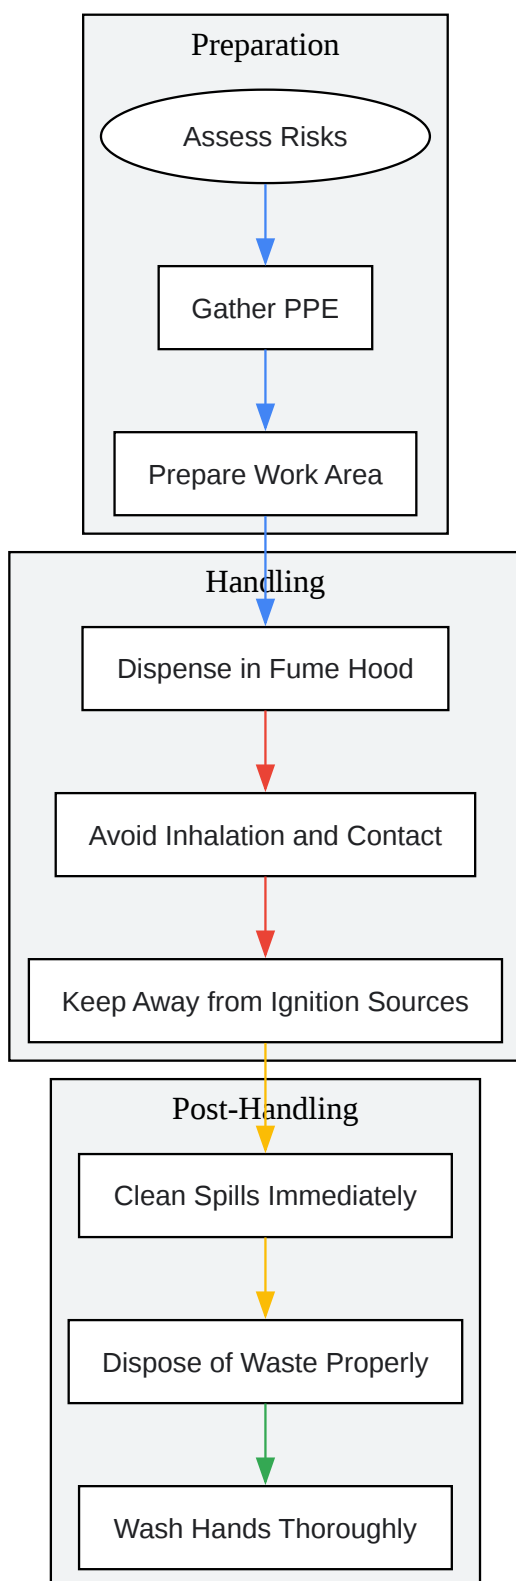 Preparation
Assess Risks
Gather PPE
Prepare Work Area
Handling
Dispense in Fume Hood
Avoid Inhalation and Contact
Keep Away from Ignition Sources
Post-Handling
Clean Spills Immediately
Dispose of Waste Properly
Wash Hands Thoroughly